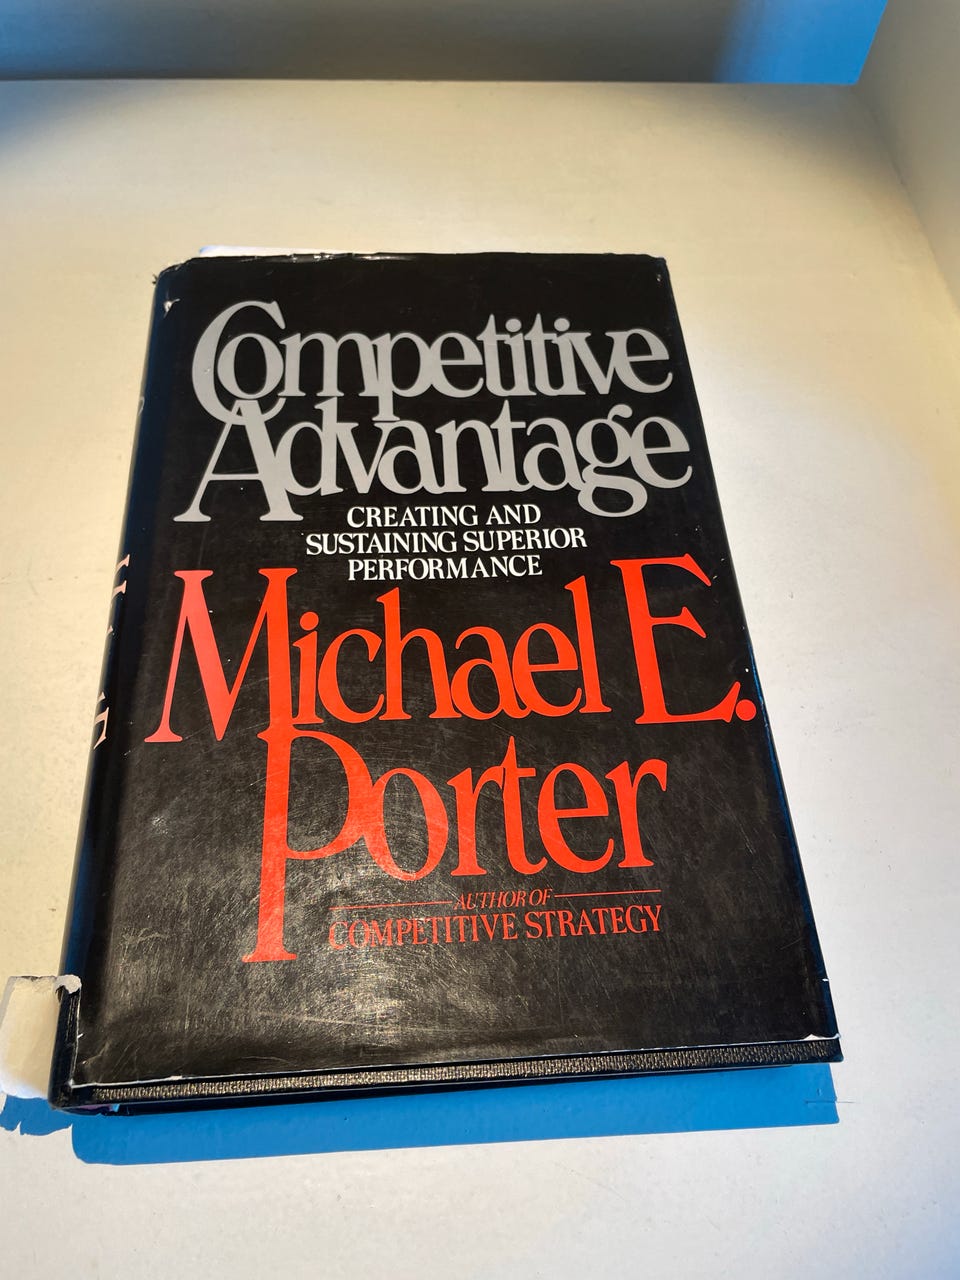 Competitive
Advantage
CREATING AND
SUSTAINING SUPERIOR
PERFORMANCE
Michael E.
Porter
AUTHOR OF
COMPETITIVE STRATEGY